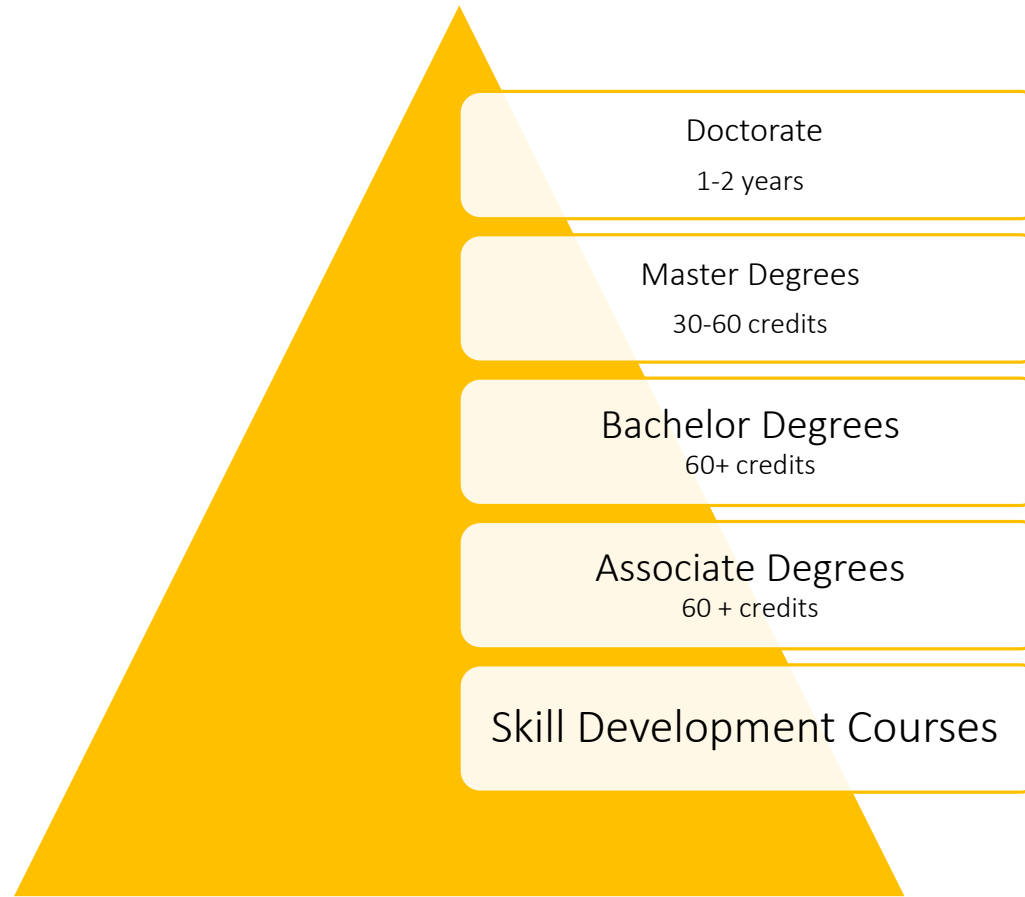 Doctorate
1-2 years
Master Degrees
30-60 credits
Bachelor Degrees
60+ credits
Associate Degrees
60 + credits
Skill Development Courses